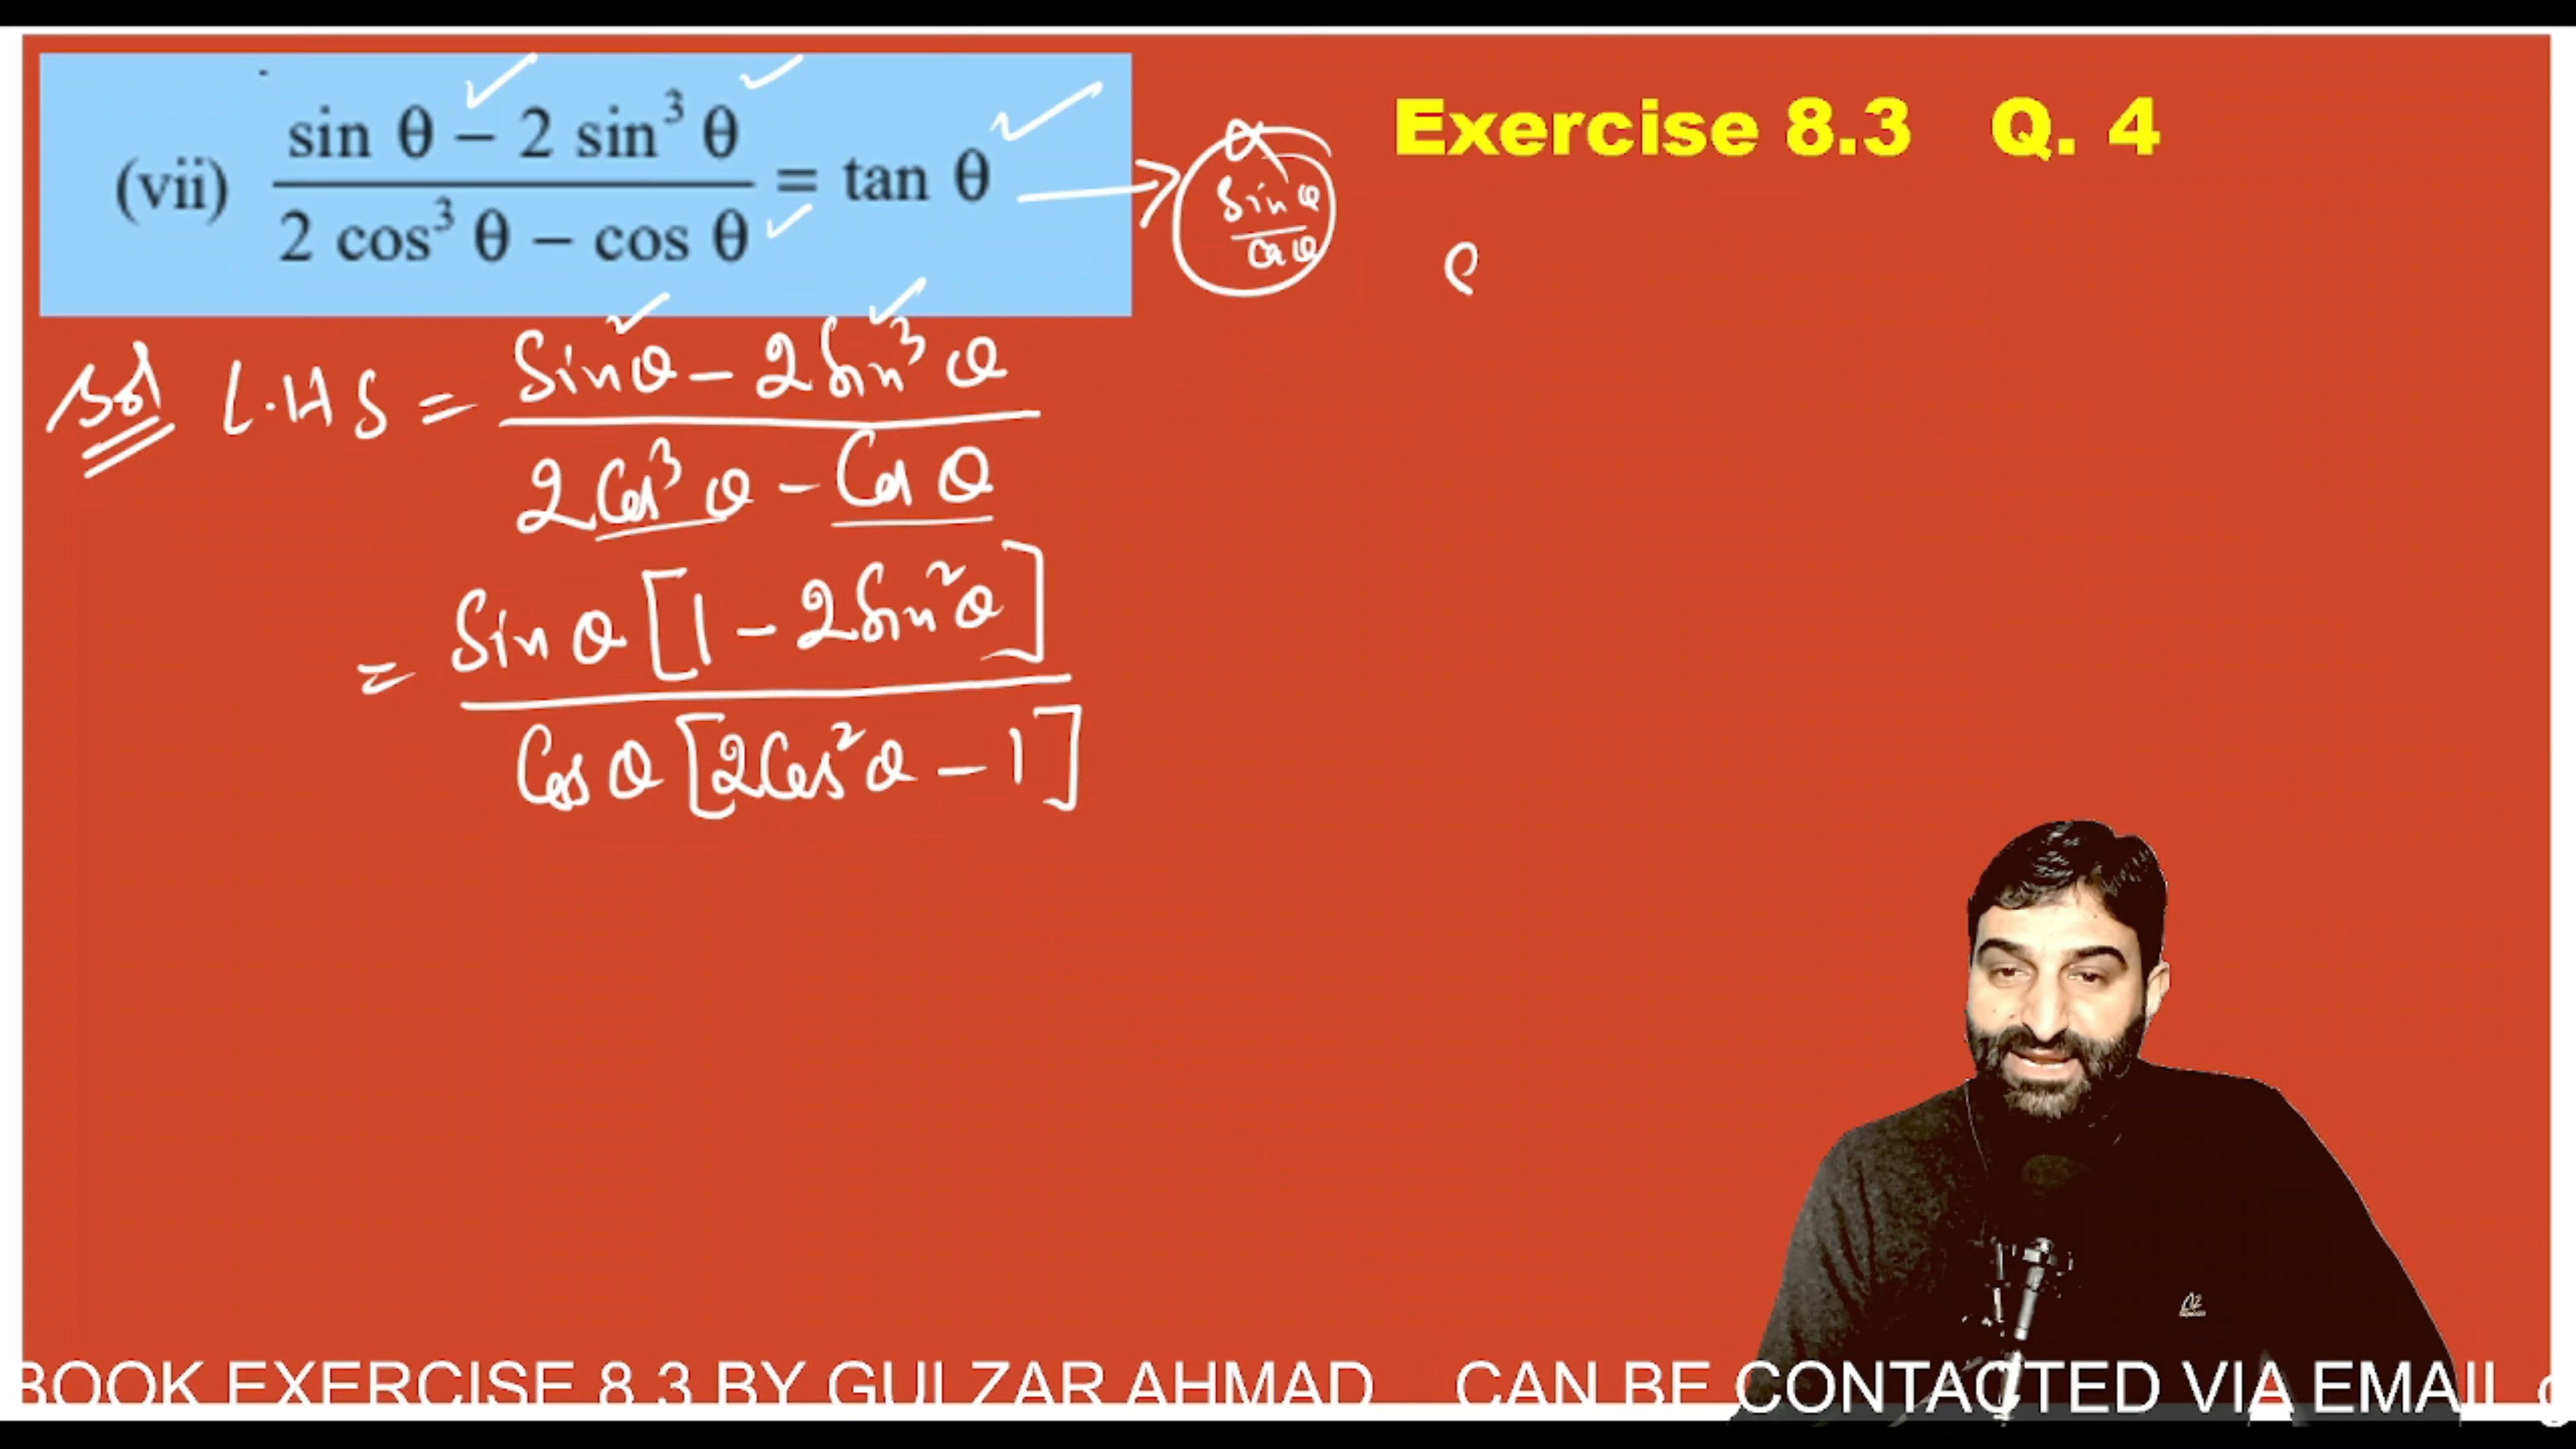 (vii) sin θ – 2 sin³ θ / 2 cos³ θ – cos θ = tan θ
Exercise 8.3 Q. 4
Sin θ / Cos θ
Sol L.H S = Sin θ – 2 Sin³ θ / 2 Cos³ θ – Cos θ
= Sin θ [1 – 2 Sin² θ] / Cos θ [2 Cos² θ – 1]
BOOK EXERCISE 8.3 BY GULZAR AHMAD CAN BE CONTACTED VIA EMAIL